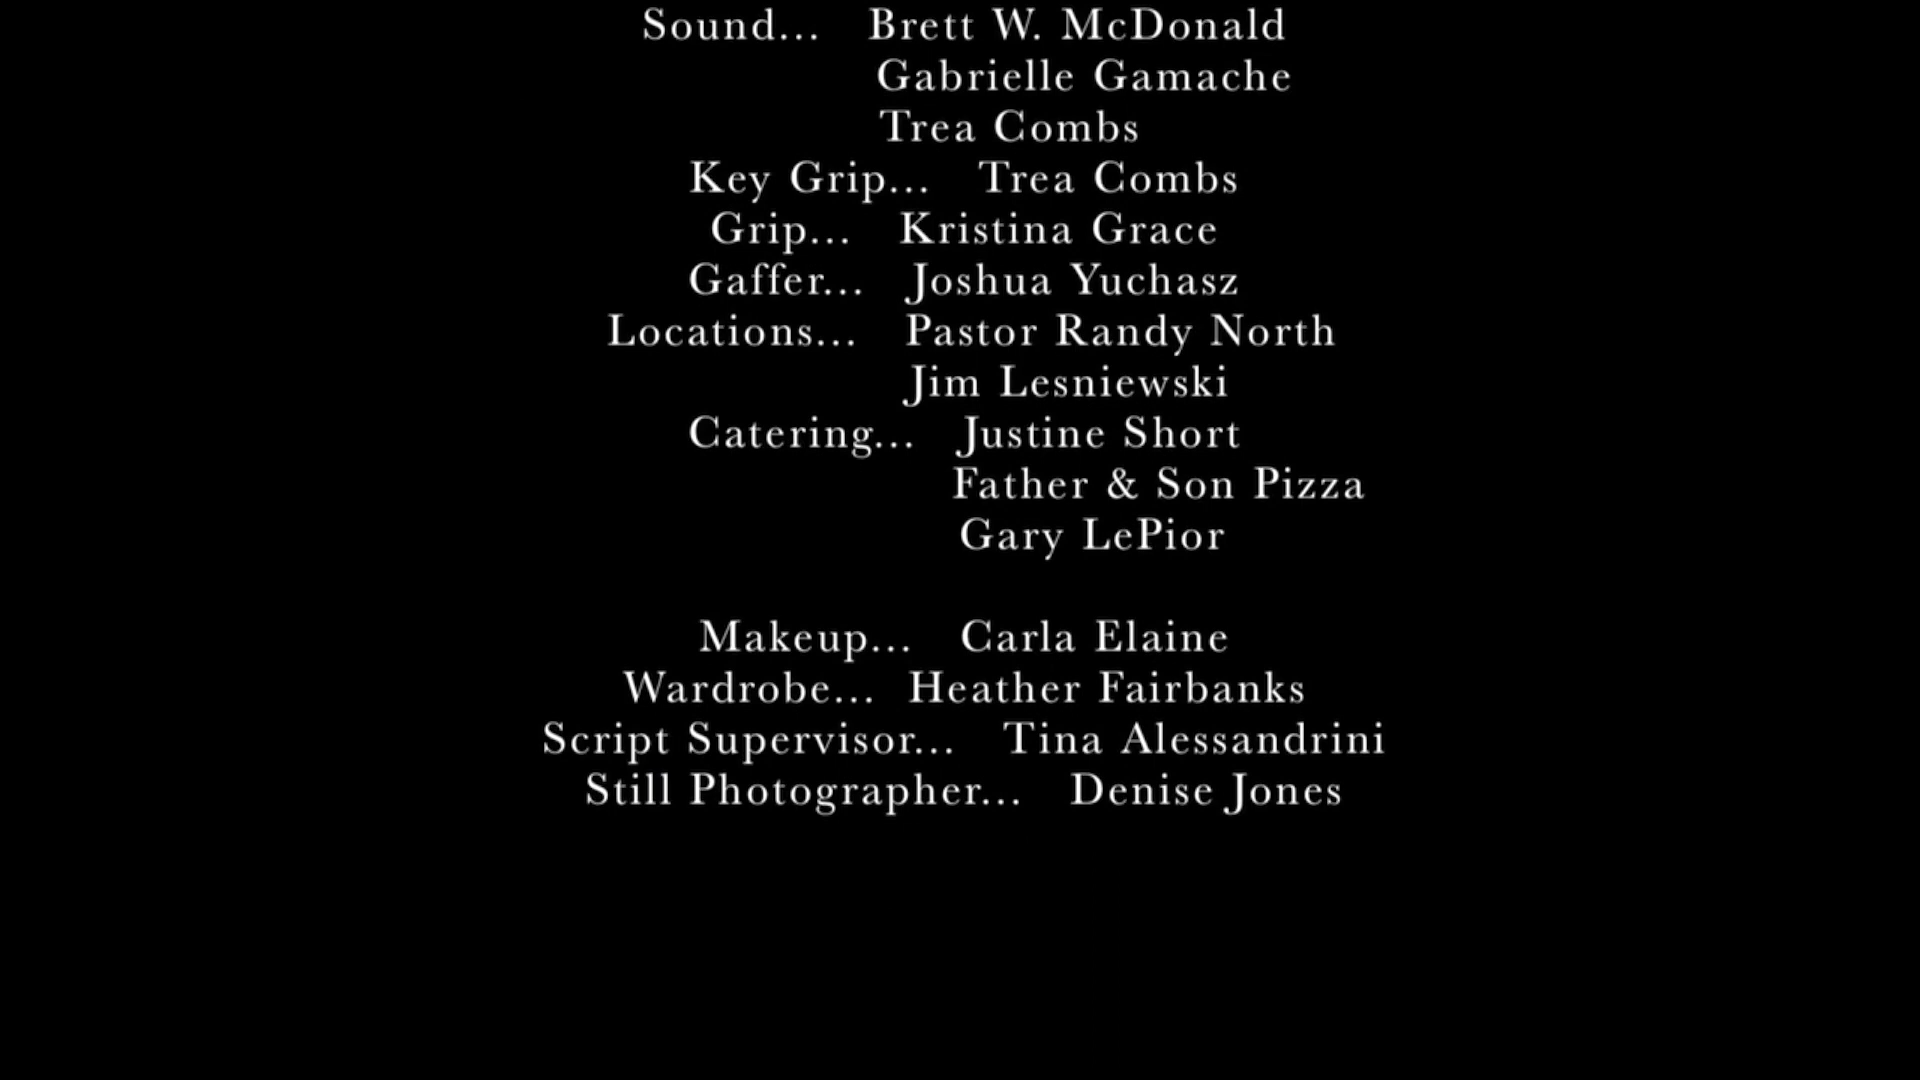 Sound... Brett W. McDonald
Gabrielle Gamache
Trea Combs
Key Grip... Trea Combs
Grip... Kristina Grace
Gaffer... Joshua Yuchasz
Locations... Pastor Randy North
Jim Lesniewski
Catering... Justine Short
Father & Son Pizza
Gary LePior
Makeup... Carla Elaine
Wardrobe... Heather Fairbanks
Script Supervisor... Tina Alessandrini
Still Photographer... Denise Jones